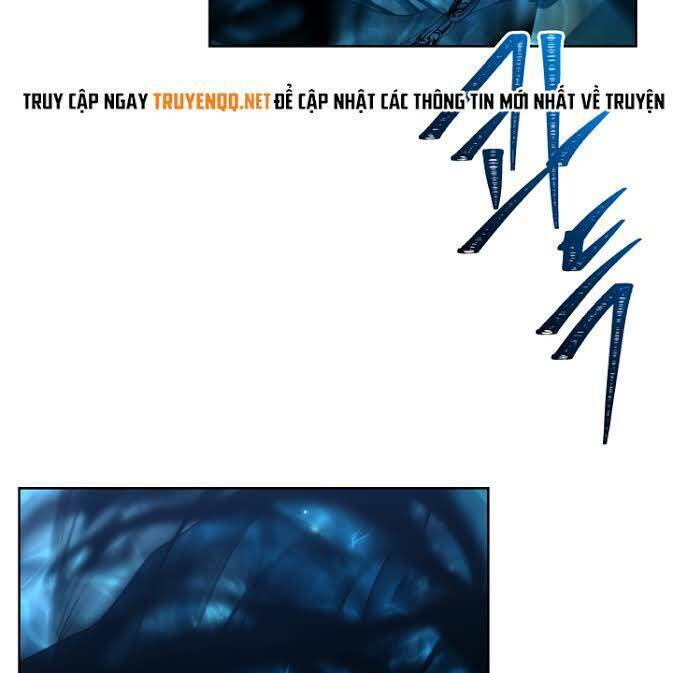 TRUY CẬP NGAY TRUYENQQ.NET ĐỂ CẬP NHẬT CÁC THÔNG TIN MỚI NHẤT VỀ TRUYỆN